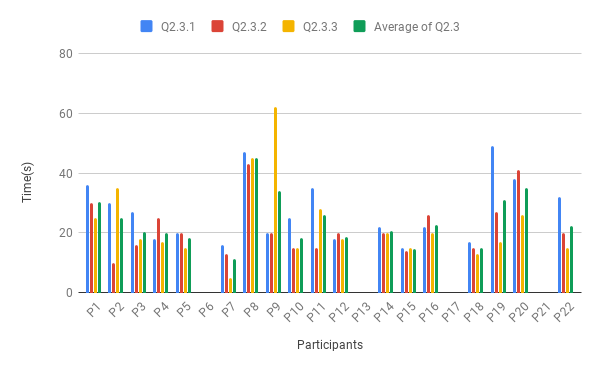 Q2.3.1 Q2.3.2 Q2.3.3 Average of Q2.3
80
60
40
20
0
Time(s)
P1 P2 P3 P4 P5 P6 P7 P8 P9 P10 P11 P12 P13 P14 P15 P16 P17 P18 P19 P20 P21 P22
Participants